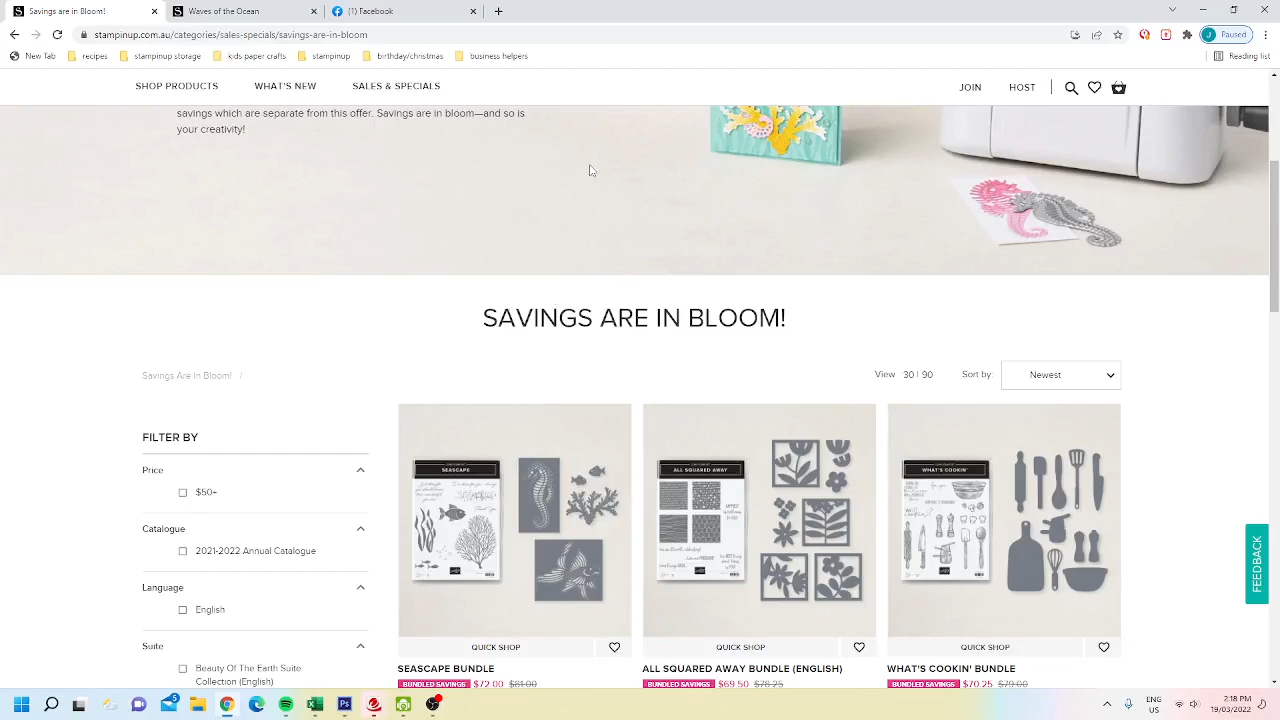 Savings are in bloom!
Waves of the Ocean
(1) Facebook
stampinup.com.au/categories/sales-specials/savings-are-in-bloom
Paused
New Tab
recipes
stampinup storage
kids paper crafts
stampinup
birthday/christmas
business helpers
Reading list
SHOP PRODUCTS
WHAT'S NEW
SALES & SPECIALS
JOIN
HOST
savings which are separate from this offer. Savings are in bloom—and so is
your creativity!
SAVINGS ARE IN BLOOM!
Savings Are In Bloom! /
View 30 | 90
Sort by:
Newest
FILTER BY
Price
$50+
Catalogue
2021-2022 Annual Catalogue
Language
English
Suite
Beauty Of The Earth Suite
Collection (English)
SEASCAPE
ALL SQUARED AWAY
WHAT'S COOKIN'
QUICK SHOP
QUICK SHOP
QUICK SHOP
SEASCAPE BUNDLE
ALL SQUARED AWAY BUNDLE (ENGLISH)
WHAT'S COOKIN' BUNDLE
BUNDLED SAVINGS $72.00 $81.00
BUNDLED SAVINGS $69.50 $78.25
BUNDLED SAVINGS $70.25 $79.00
FEEDBACK
ENG
US
2:18 PM
19/03/2022